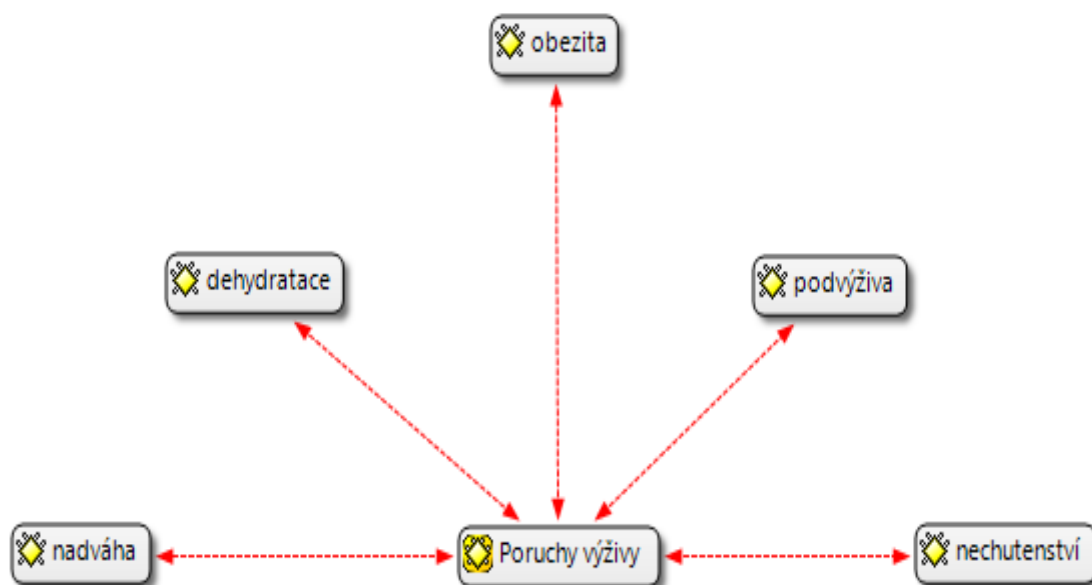 obezita
dehydratace
podvýživa
nadváha
Poruchy výživy
nechutenství